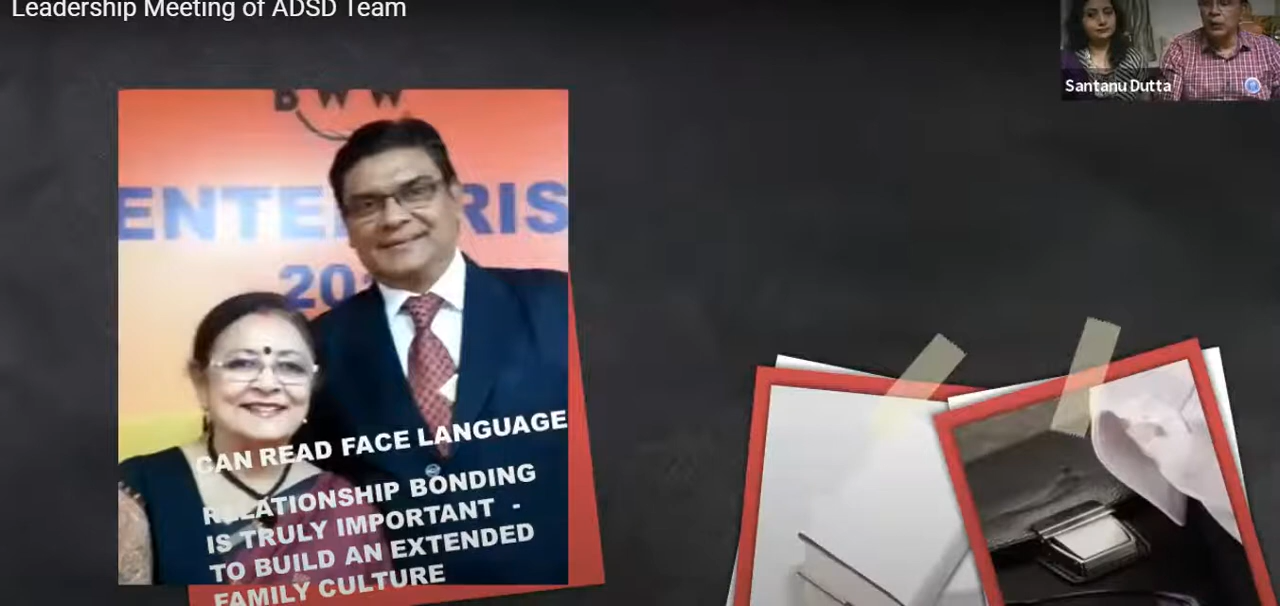 Leadership Meeting of ADSD Team
Santanu Dutta
BWW
CAN READ FACE LANGUAGE
RELATIONSHIP BONDING
IS TRULY IMPORTANT -
TO BUILD AN EXTENDED
FAMILY CULTURE